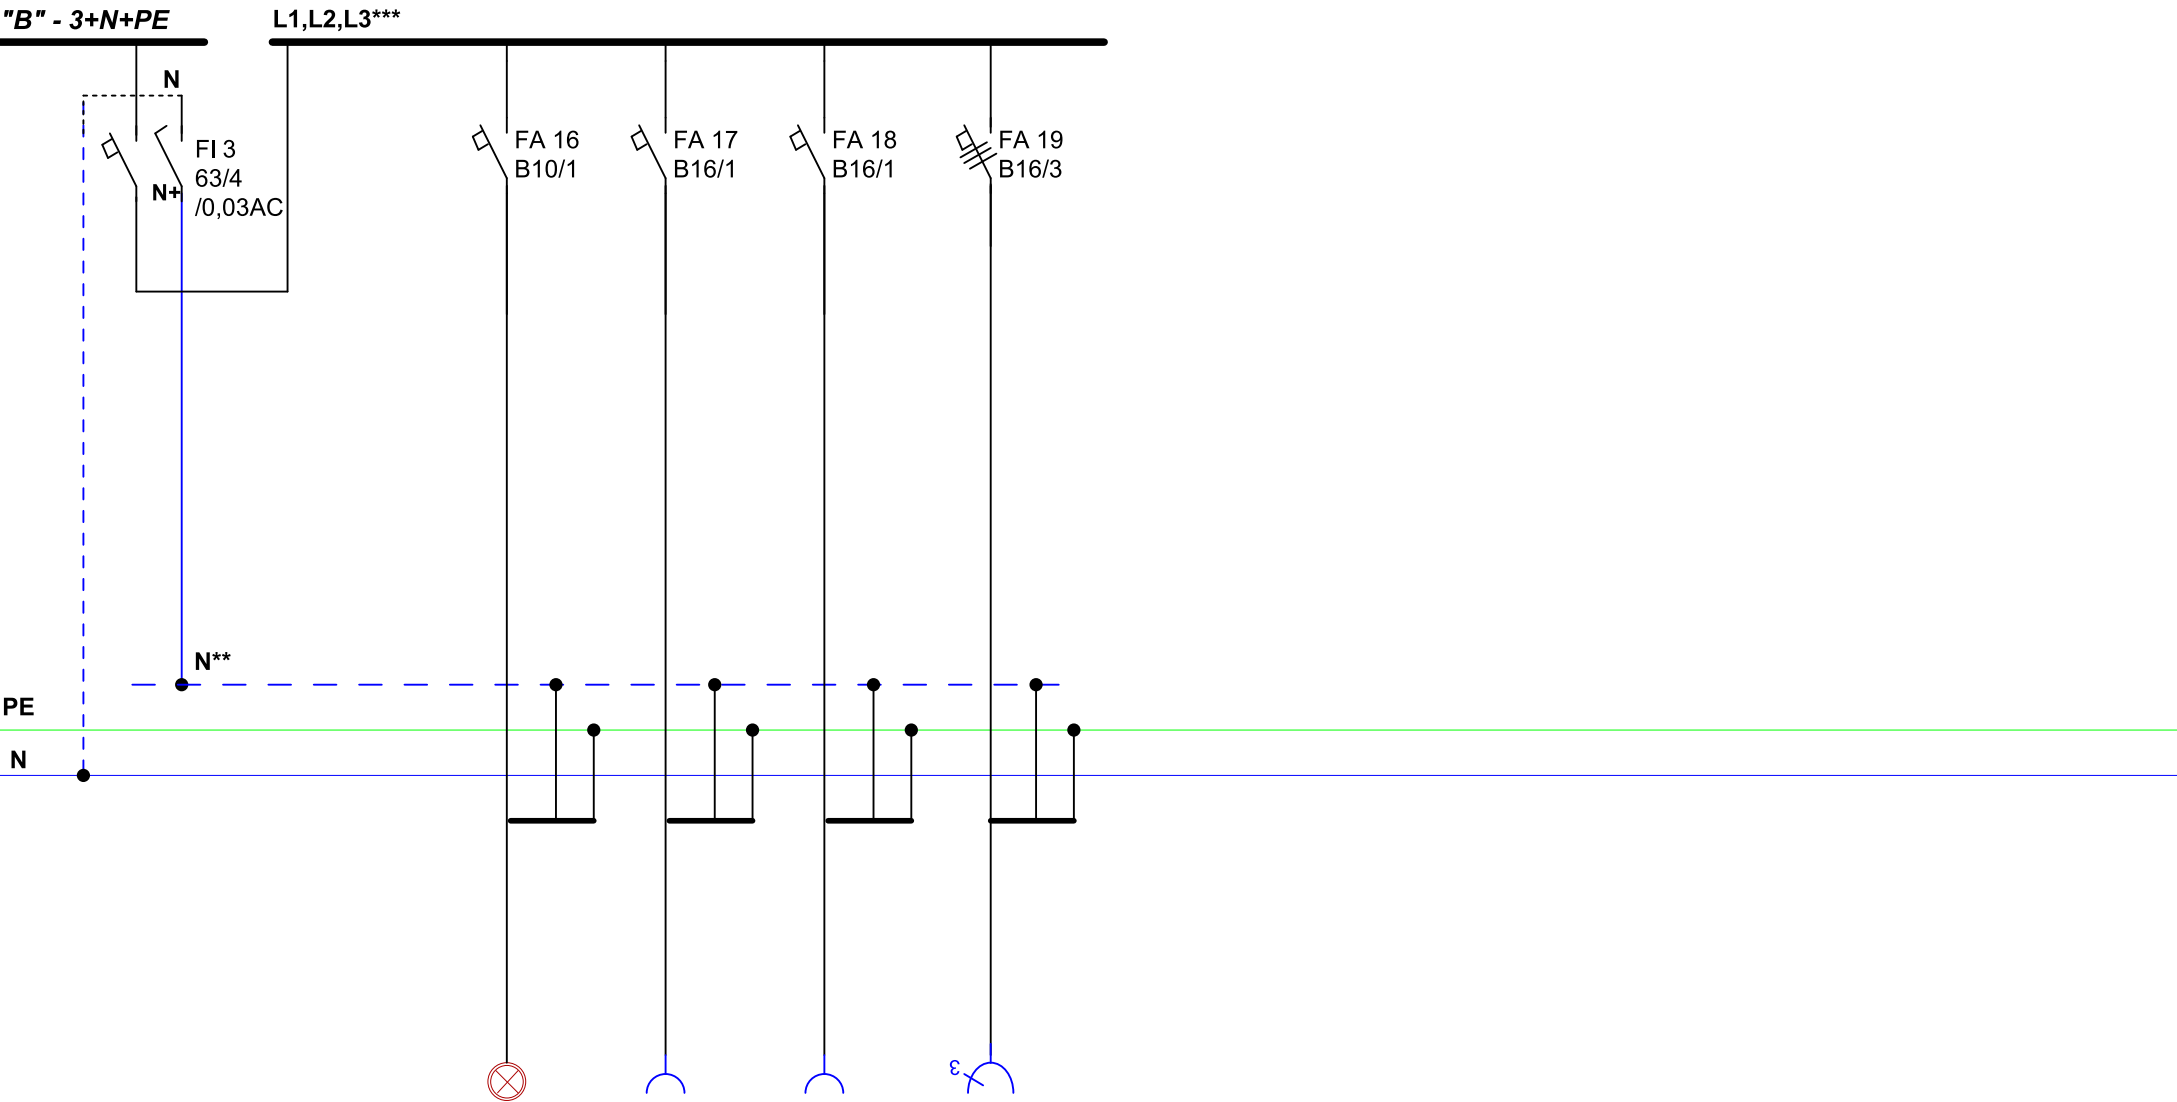 "B" - 3+N+PE
L1,L2,L3***
N
FI 3
63/4
/0,03AC
N+
FA 16
B10/1
FA 17
B16/1
FA 18
B16/1
FA 19
B16/3
N**
PE
N
3